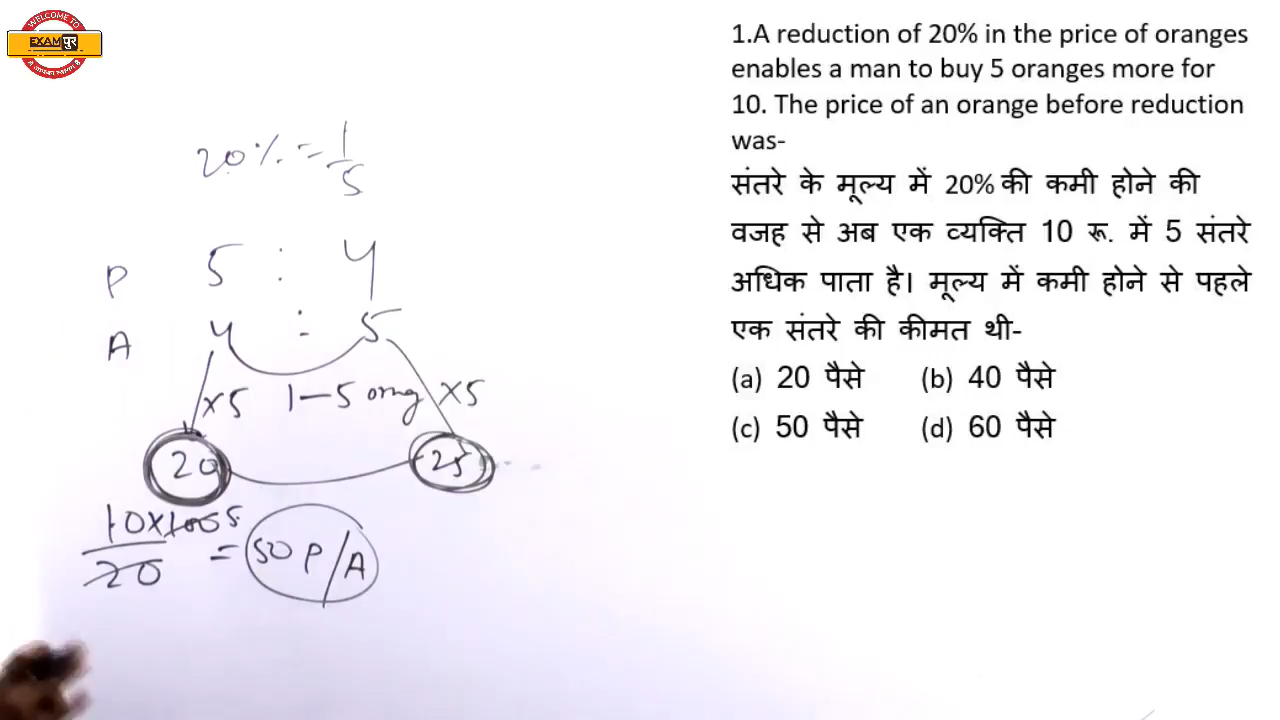 WELCOME TO
EXAM पुर
1.A reduction of 20% in the price of oranges
enables a man to buy 5 oranges more for
10. The price of an orange before reduction
was-
संतरे के मूल्य में 20% की कमी होने की
वजह से अब एक व्यक्ति 10 रू. में 5 संतरे
अधिक पाता है। मूल्य में कमी होने से पहले
एक संतरे की कीमत थी-
(a) 20 पैसे (b) 40 पैसे
(c) 50 पैसे (d) 60 पैसे
20% = 1/5
P 5 : 4
A 4 : 5
×5 1—5 orng ×5
20 25
10×100 5
20
= 50 P/A